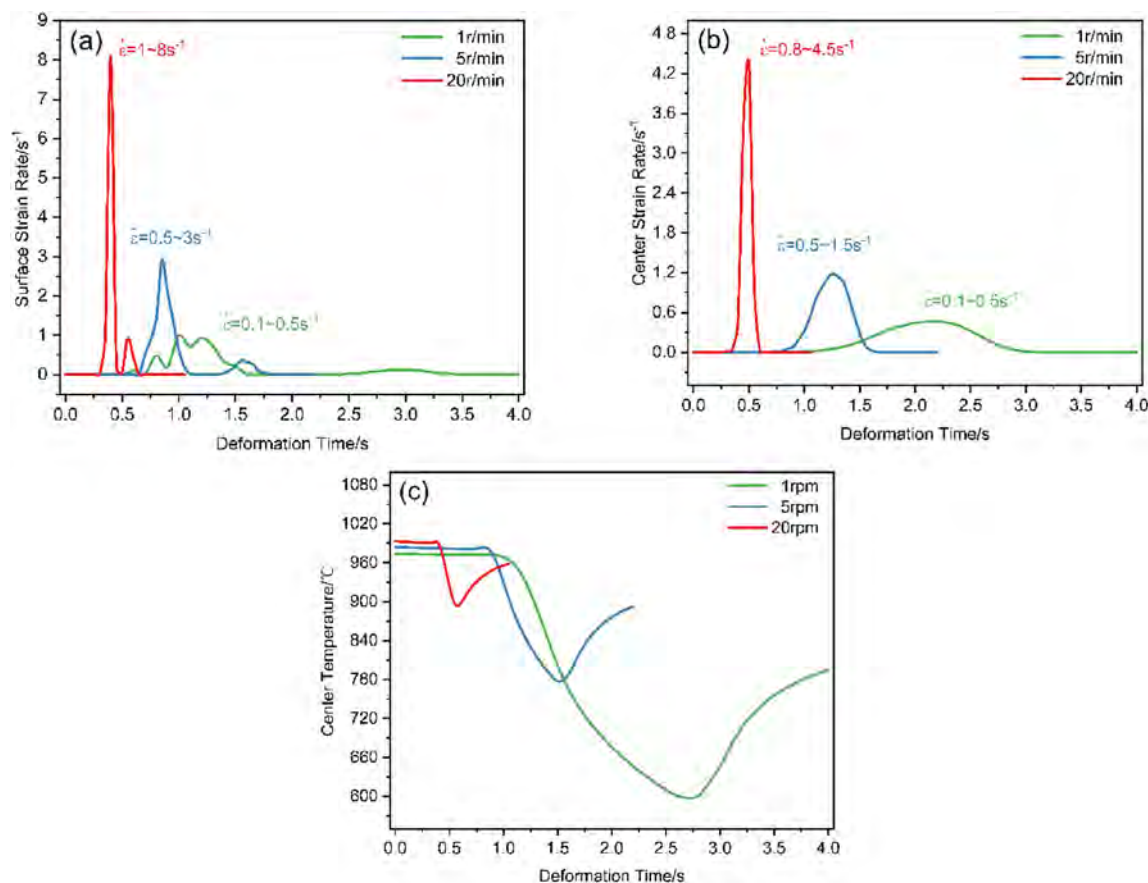 (a)
ε̇=1~8s⁻¹
1r/min
5r/min
20r/min
ε̇=0.5~3s⁻¹
ε̇=0.1~0.5s⁻¹
Surface Strain Rate/s⁻¹
9
8
7
6
5
4
3
2
1
0
0.0 0.5 1.0 1.5 2.0 2.5 3.0 3.5 4.0
Deformation Time/s
(b)
ε̇=0.8~4.5s⁻¹
1r/min
5r/min
20r/min
ε̇=0.5~1.5s⁻¹
ε̇=0.1~0.5s⁻¹
Center Strain Rate/s⁻¹
4.8
4.2
3.6
3.0
2.4
1.8
1.2
0.6
0.0
0.0 0.5 1.0 1.5 2.0 2.5 3.0 3.5 4.0
Deformation Time/s
(c)
1rpm
5rpm
20rpm
Center Temperature/℃
1080
1020
960
900
840
780
720
660
600
0.0 0.5 1.0 1.5 2.0 2.5 3.0 3.5 4.0
Deformation Time/s